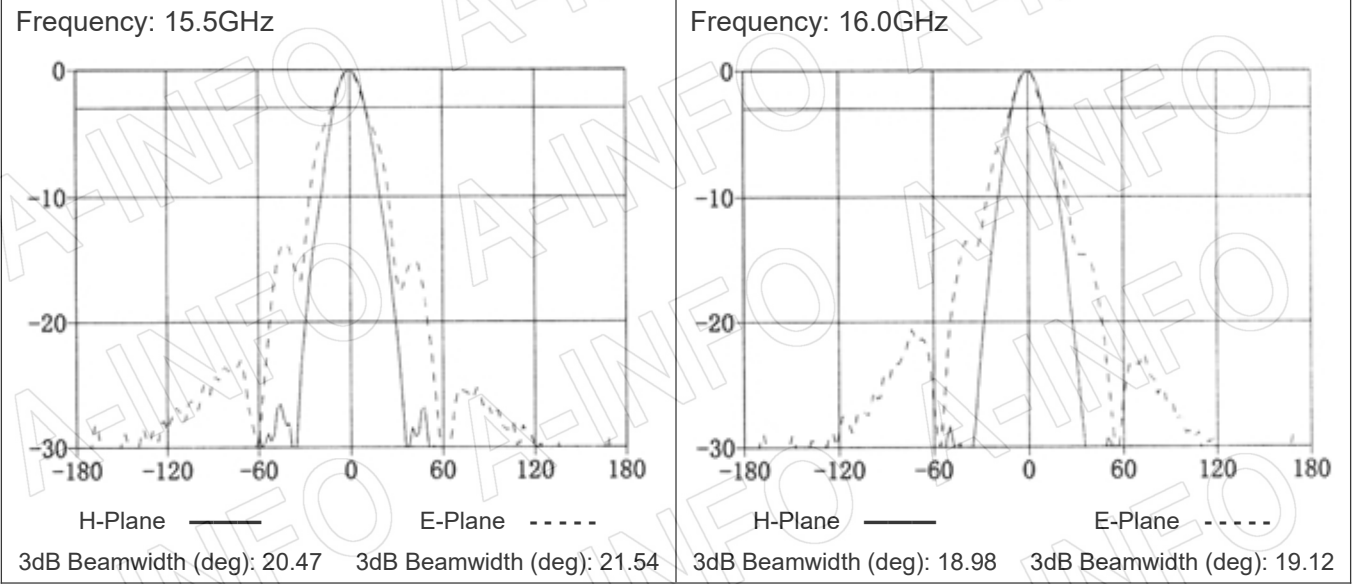 Frequency: 15.5GHz
0
-10
-20
-30
-180 -120 -60 0 60 120 180
H-Plane E-Plane
3dB Beamwidth (deg): 20.47 3dB Beamwidth (deg): 21.54
Frequency: 16.0GHz
0
-10
-20
-30
-180 -120 -60 0 60 120 180
H-Plane E-Plane
3dB Beamwidth (deg): 18.98 3dB Beamwidth (deg): 19.12
A-INFO